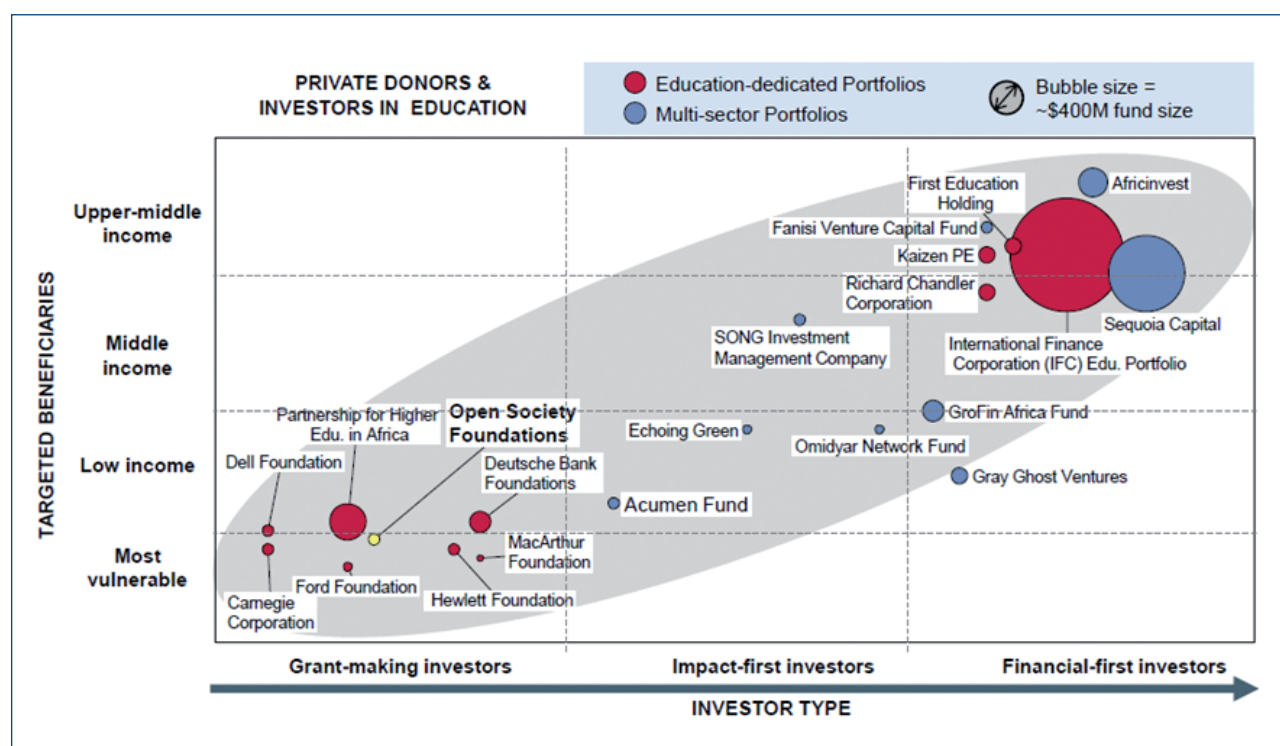 PRIVATE DONORS &
INVESTORS IN EDUCATION
Education-dedicated Portfolios
Multi-sector Portfolios
Bubble size =
~$400M fund size
TARGETED BENEFICIARIES
Upper-middle
income
Middle
income
Low income
Most
vulnerable
First Education
Holding
Africinvest
Fanisi Venture Capital Fund
Kaizen PE
Richard Chandler
Corporation
SONG Investment
Management Company
Sequoia Capital
International Finance
Corporation (IFC) Edu. Portfolio
Partnership for Higher
Edu. in Africa
Open Society
Foundations
Echoing Green
GroFin Africa Fund
Omidyar Network Fund
Dell Foundation
Deutsche Bank
Foundations
Gray Ghost Ventures
Acumen Fund
MacArthur
Foundation
Ford Foundation
Hewlett Foundation
Carnegie
Corporation
Grant-making investors
Impact-first investors
Financial-first investors
INVESTOR TYPE